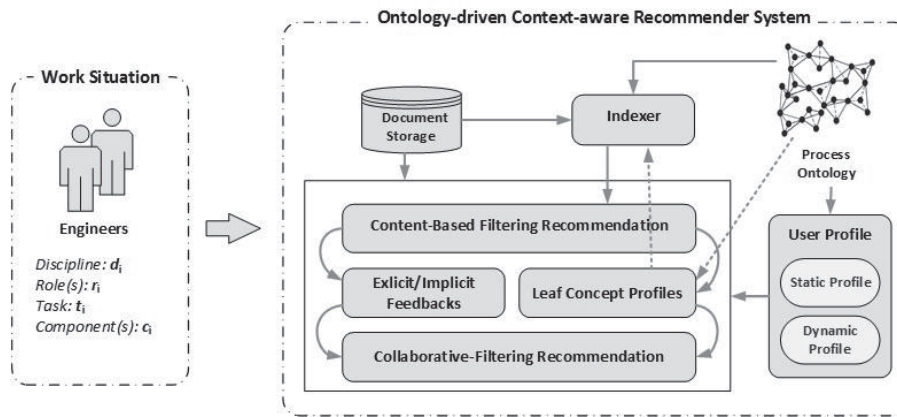 Ontology-driven Context-aware Recommender System
Work Situation
Engineers
Discipline: di
Role(s): ri
Task: ti
Component(s): ci
Document
Storage
Indexer
Process
Ontology
Content-Based Filtering Recommendation
Exlicit/Implicit
Feedbacks
Leaf Concept Profiles
Collaborative-Filtering Recommendation
User Profile
Static Profile
Dynamic
Profile